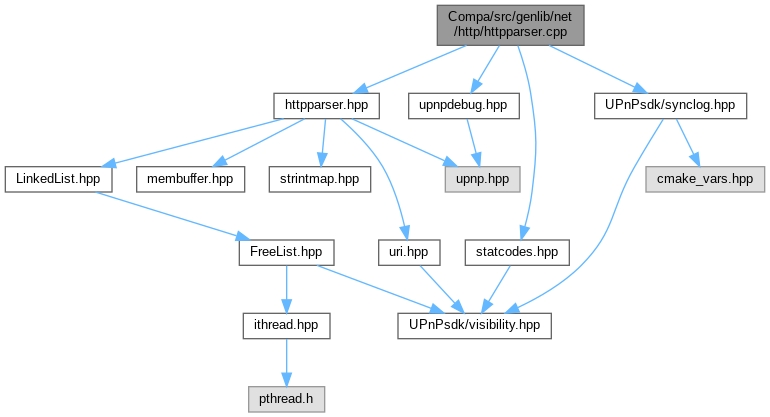 Compa/src/genlib/net
/http/httpparser.cpp
httpparser.hpp
upnpdebug.hpp
UPnPsdk/synclog.hpp
LinkedList.hpp
membuffer.hpp
strintmap.hpp
upnp.hpp
cmake_vars.hpp
FreeList.hpp
uri.hpp
statcodes.hpp
ithread.hpp
UPnPsdk/visibility.hpp
pthread.h